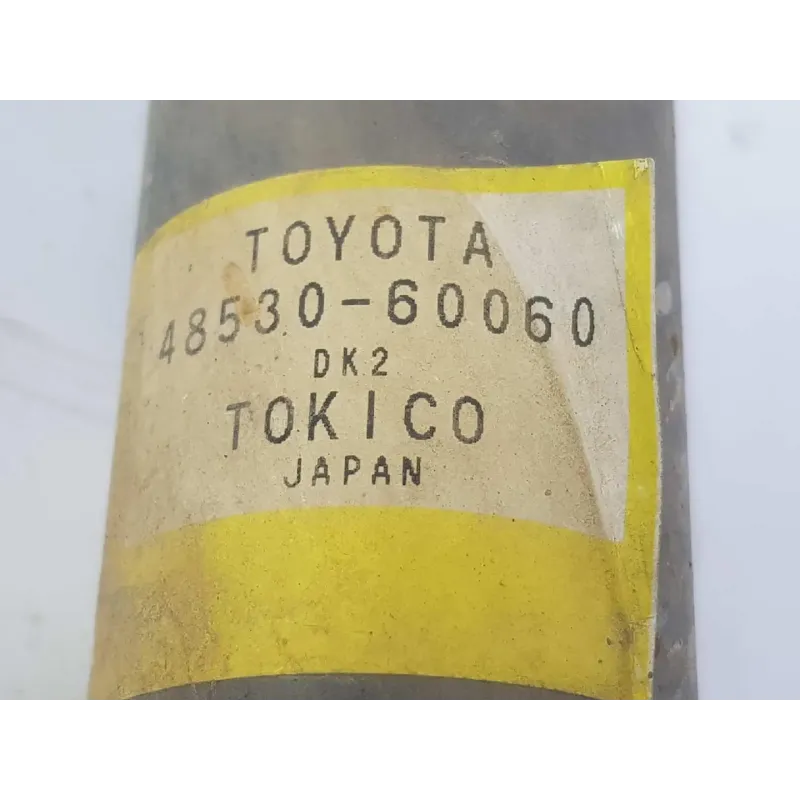 TOYOTA
48530-60060
DK2
TOKICO
JAPAN